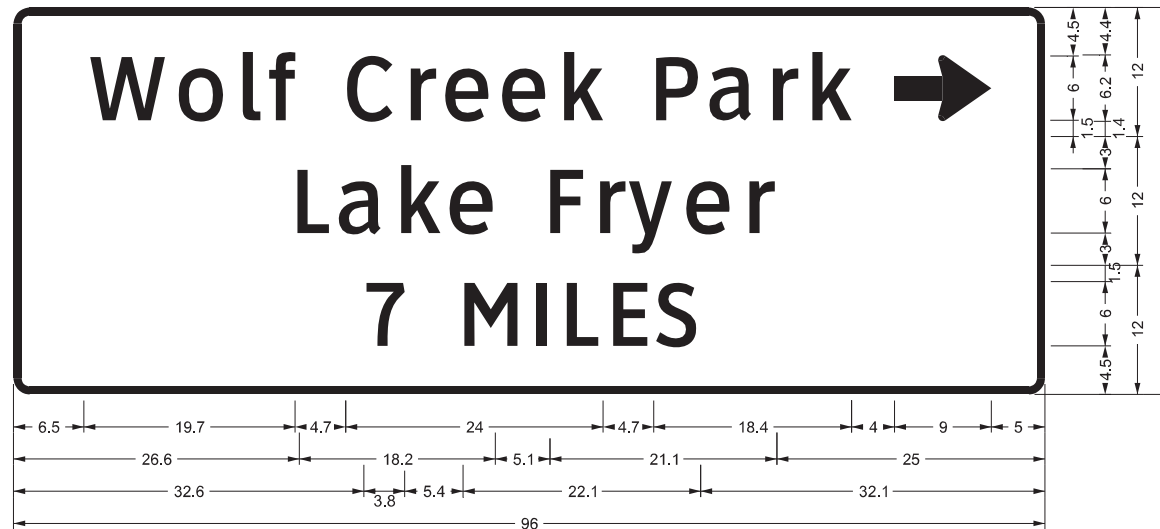 Wolf Creek Park
Lake Fryer
7 MILES
4.5 4.4
6 6.2 12
1.5 1.4
3
6 12
3
1.5
6 12
4.5
6.5 19.7 4.7 24 4.7 18.4 4 9 5
26.6 18.2 5.1 21.1 25
32.6 3.8 5.4 22.1 32.1
96